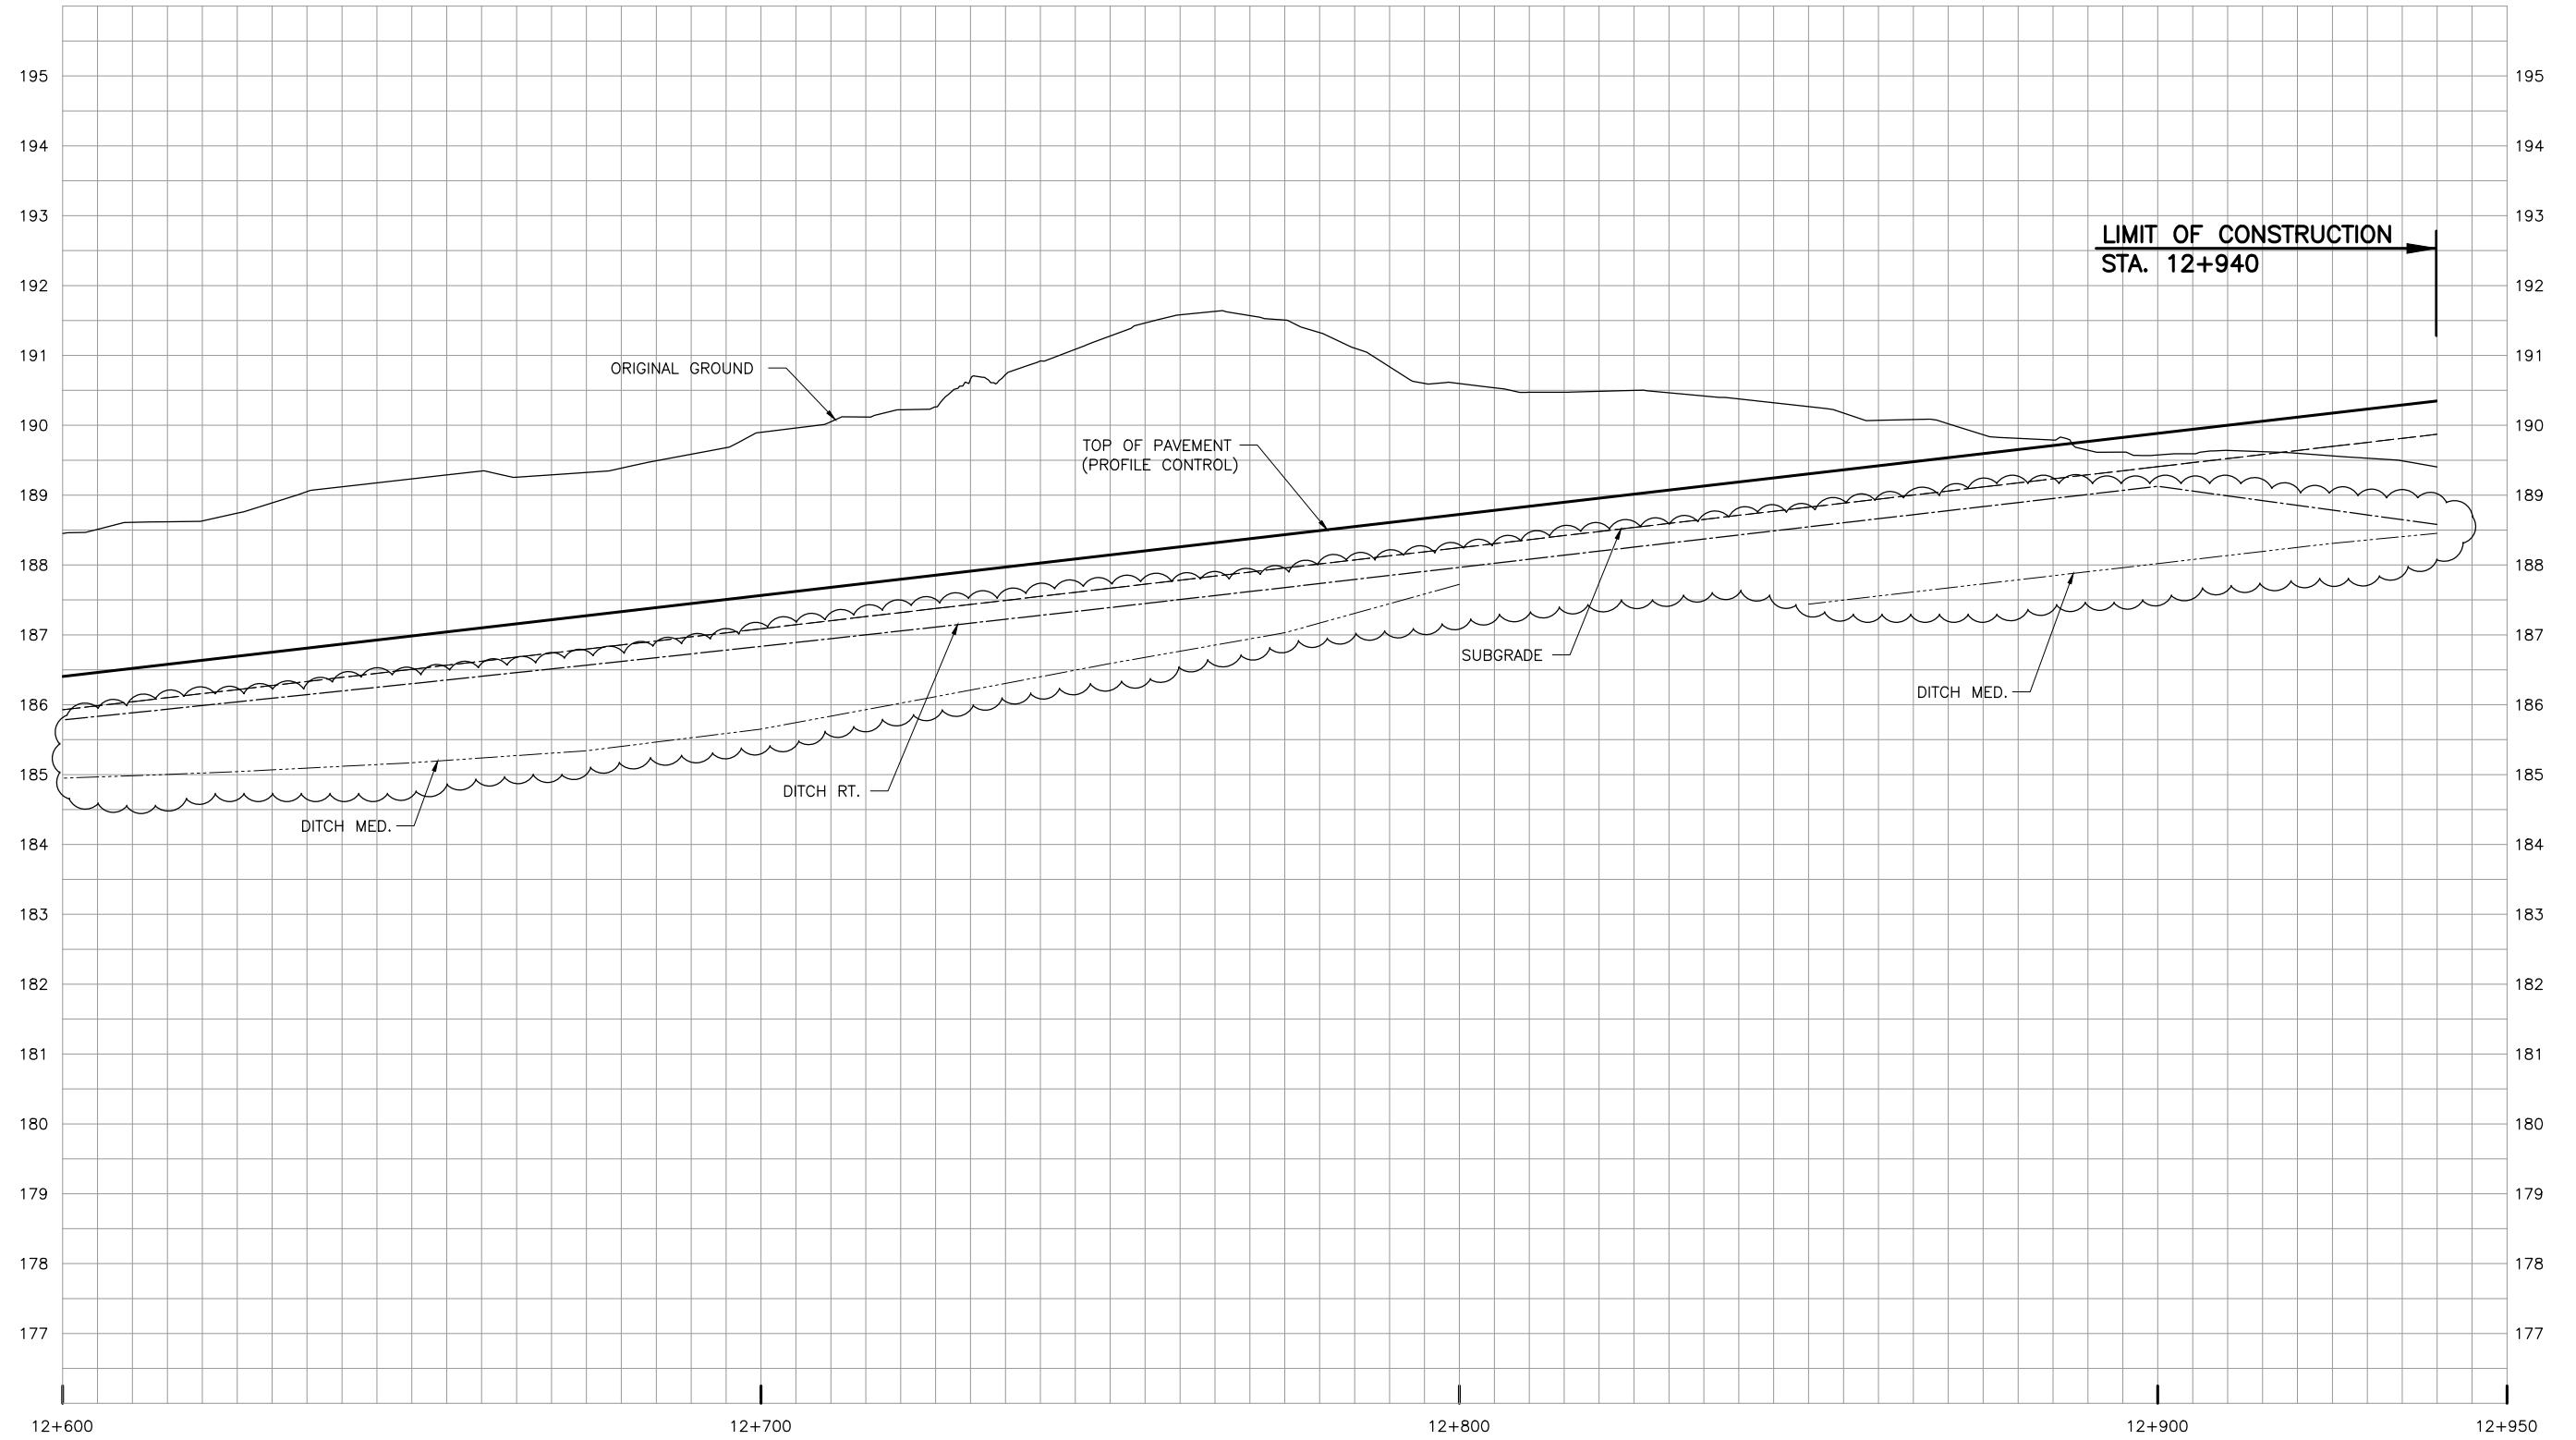 195 195
194 194
193 193
LIMIT OF CONSTRUCTION
STA. 12+940
192 192
191 191
ORIGINAL GROUND
190 190
TOP OF PAVEMENT
(PROFILE CONTROL)
189 189
188 188
187 187
SUBGRADE
DITCH MED.
186 186
185 185
DITCH RT.
DITCH MED.
184 184
183 183
182 182
181 181
180 180
179 179
178 178
177 177
12+600 12+700 12+800 12+900 12+950